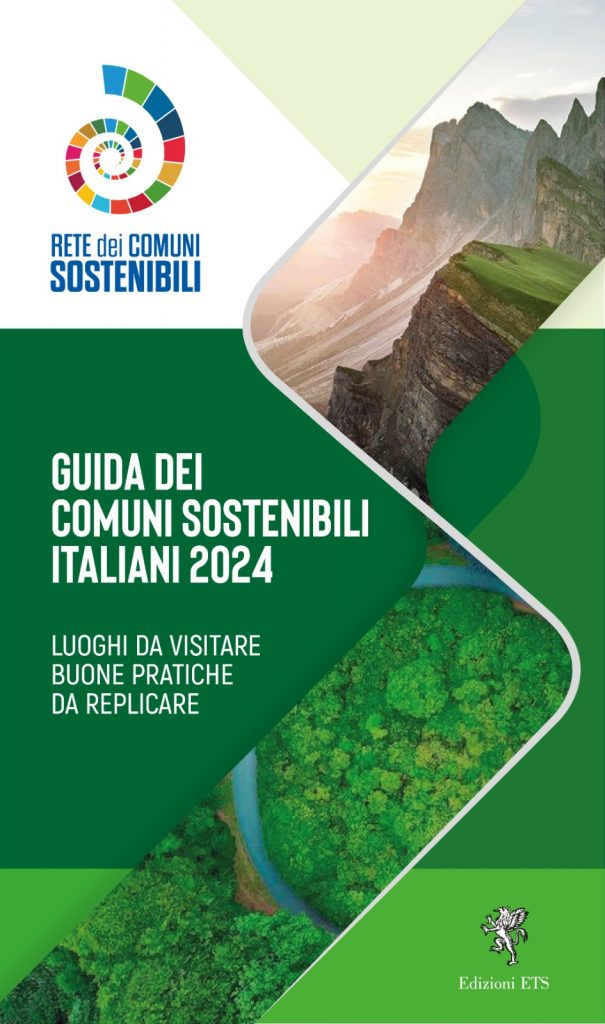 RETE dei COMUNI
SOSTENIBILI
GUIDA DEI
COMUNI SOSTENIBILI
ITALIANI 2024
LUOGHI DA VISITARE
BUONE PRATICHE
DA REPLICARE
Edizioni ETS